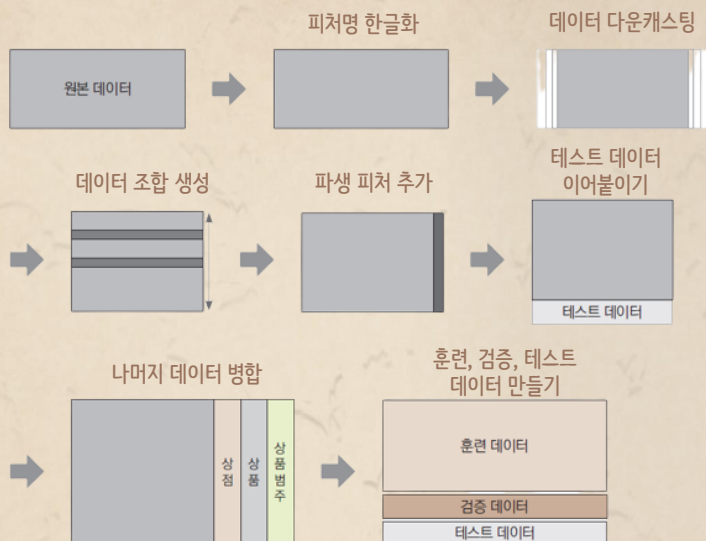 피처명 한글화
데이터 다운캐스팅
원본 데이터
데이터 조합 생성
파생 피처 추가
테스트 데이터
이어붙이기
테스트 데이터
나머지 데이터 병합
훈련, 검증, 테스트
데이터 만들기
상점
상품
상품범주
훈련 데이터
검증 데이터
테스트 데이터